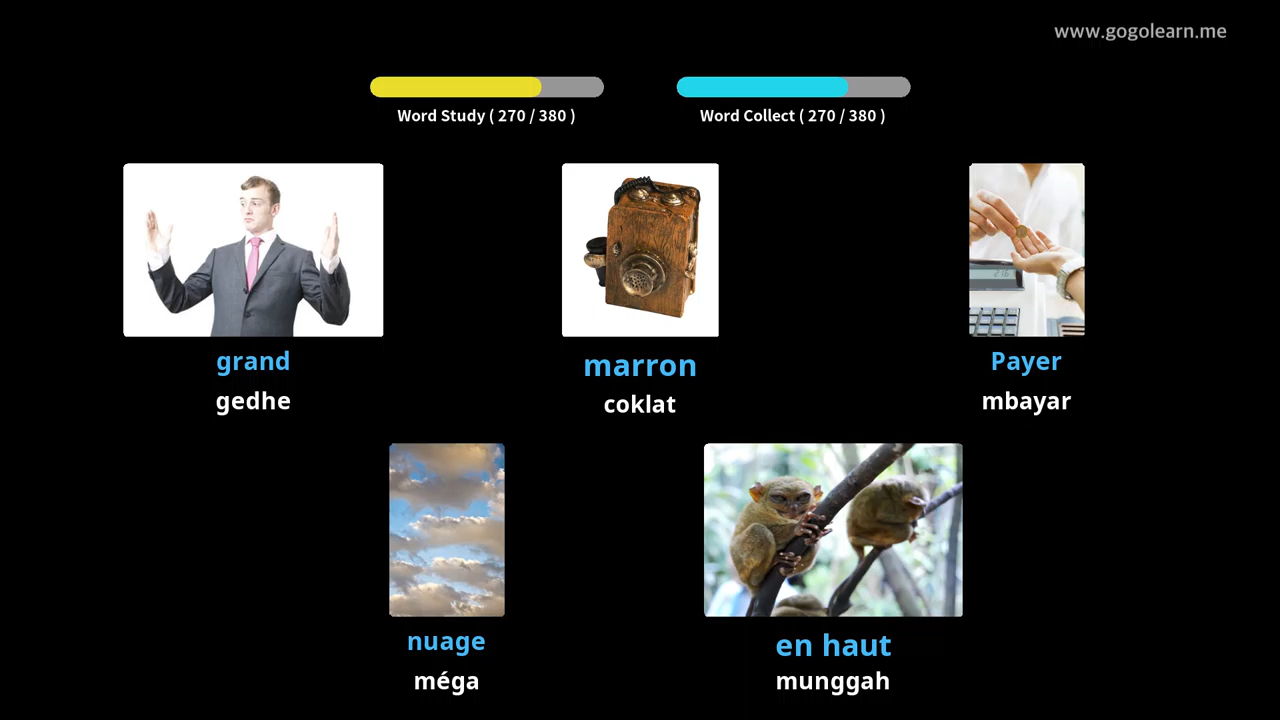 www.gogolearn.me
Word Study ( 270 / 380 )
Word Collect ( 270 / 380 )
grand
gedhe
marron
coklat
Payer
mbayar
nuage
méga
en haut
munggah